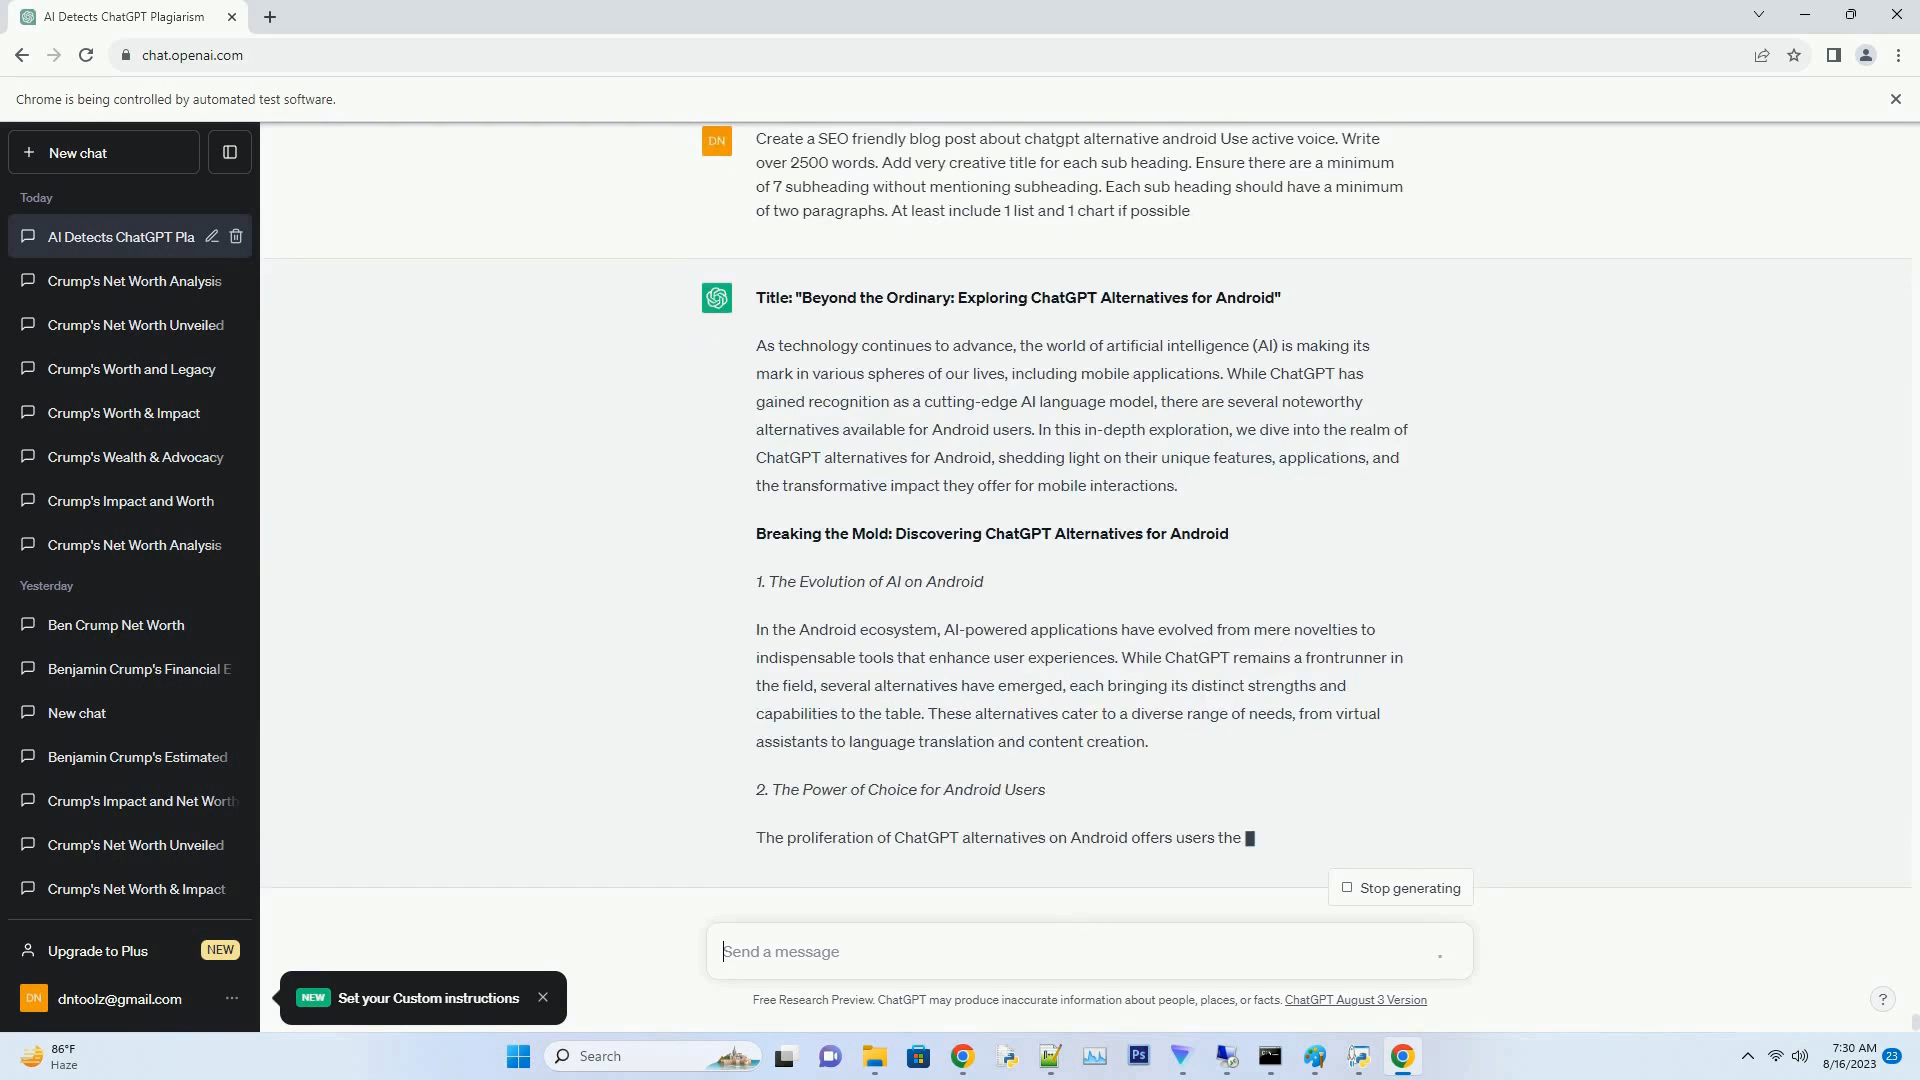 AI Detects ChatGPT Plagiarism
chat.openai.com
Chrome is being controlled by automated test software.
New chat
Today
AI Detects ChatGPT Pla
Crump's Net Worth Analysis
Crump's Net Worth Unveiled
Crump's Worth and Legacy
Crump's Worth & Impact
Crump's Wealth & Advocacy
Crump's Impact and Worth
Crump's Net Worth Analysis
Yesterday
Ben Crump Net Worth
Benjamin Crump's Financial E
New chat
Benjamin Crump's Estimated
Crump's Impact and Net Worth
Crump's Net Worth Unveiled
Crump's Net Worth & Impact
Upgrade to Plus NEW
DN dntoolz@gmail.com
NEW Set your Custom instructions
DN
Create a SEO friendly blog post about chatgpt alternative android Use active voice. Write
over 2500 words. Add very creative title for each sub heading. Ensure there are a minimum
of 7 subheading without mentioning subheading. Each sub heading should have a minimum
of two paragraphs. At least include 1 list and 1 chart if possible
Title: "Beyond the Ordinary: Exploring ChatGPT Alternatives for Android"
As technology continues to advance, the world of artificial intelligence (AI) is making its
mark in various spheres of our lives, including mobile applications. While ChatGPT has
gained recognition as a cutting-edge AI language model, there are several noteworthy
alternatives available for Android users. In this in-depth exploration, we dive into the realm of
ChatGPT alternatives for Android, shedding light on their unique features, applications, and
the transformative impact they offer for mobile interactions.
Breaking the Mold: Discovering ChatGPT Alternatives for Android
1. The Evolution of AI on Android
In the Android ecosystem, AI-powered applications have evolved from mere novelties to
indispensable tools that enhance user experiences. While ChatGPT remains a frontrunner in
the field, several alternatives have emerged, each bringing its distinct strengths and
capabilities to the table. These alternatives cater to a diverse range of needs, from virtual
assistants to language translation and content creation.
2. The Power of Choice for Android Users
The proliferation of ChatGPT alternatives on Android offers users the
Stop generating
Send a message
Free Research Preview. ChatGPT may produce inaccurate information about people, places, or facts. ChatGPT August 3 Version
?
86°F
Haze
Search
Ps
7:30 AM
8/16/2023
23